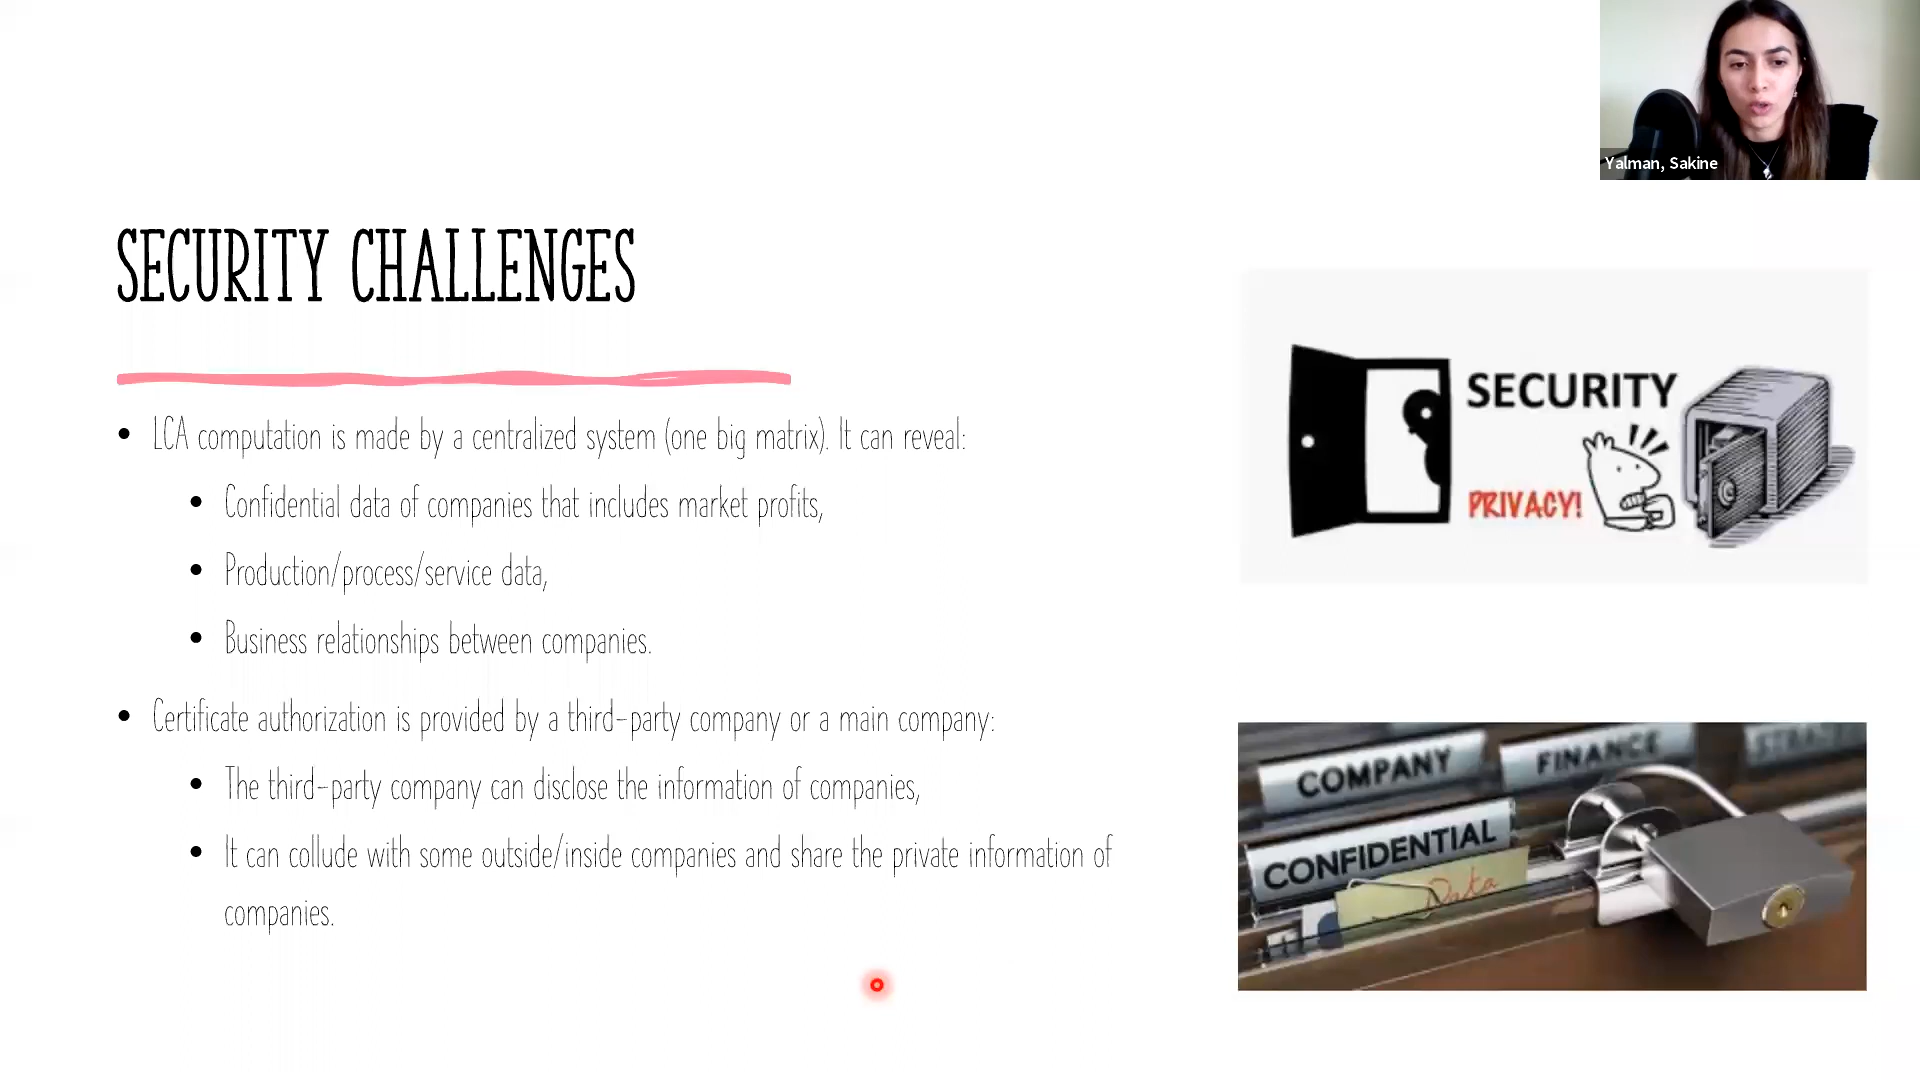 Yalman, Sakine
SECURITY CHALLENGES
• LCA computation is made by a centralized system (one big matrix). It can reveal:
• Confidential data of companies that includes market profits,
• Production/process/service data,
• Business relationships between companies.
• Certificate authorization is provided by a third-party company or a main company:
• The third-party company can disclose the information of companies,
• It can collude with some outside/inside companies and share the private information of
companies.
SECURITY
PRIVACY!
COMPANY
FINANCE
CONFIDENTIAL
Data